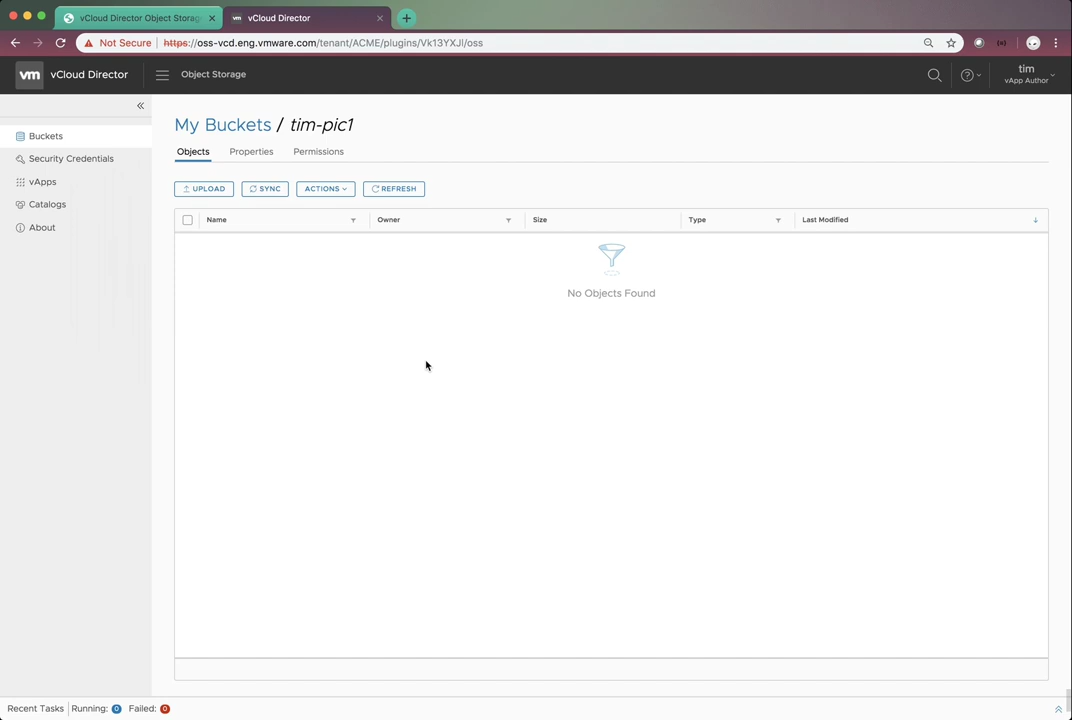 vCloud Director Object Storag
vm vCloud Director
Not Secure https://oss-vcd.eng.vmware.com/tenant/ACME/plugins/Vk13YXJl/oss
vm vCloud Director Object Storage
tim
vApp Author
Buckets
Security Credentials
vApps
Catalogs
About
My Buckets / tim-pic1
Objects Properties Permissions
UPLOAD SYNC ACTIONS REFRESH
Name Owner Size Type Last Modified
No Objects Found
Recent Tasks Running: 0 Failed: 0